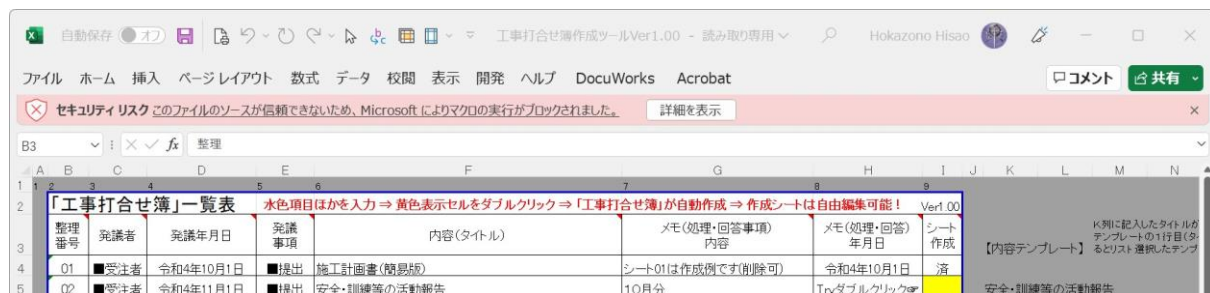 自動保存 オフ 工事打合せ簿作成ツールVer1.00 - 読み取り専用 Hokazono Hisao
ファイル ホーム 挿入 ページ レイアウト 数式 データ 校閲 表示 開発 ヘルプ DocuWorks Acrobat コメント 共有
セキュリティ リスク このファイルのソースが信頼できないため、Microsoft によりマクロの実行がブロックされました。 詳細を表示
B3 fx 整理
A B C D E F G H I J K L M N
1 1 2 3 4 5 6 7 8 9
2 「工事打合せ簿」一覧表 水色項目ほかを入力 ⇒ 黄色表示セルをダブルクリック ⇒ 「工事打合せ簿」が自動作成 ⇒ 作成シートは自由編集可能! Ver1.00
3 整理番号 発議者 発議年月日 発議事項 内容(タイトル) メモ(処理・回答事項)内容 メモ(処理・回答)年月日 シート作成 【内容テンプレート】
K列に記入したタイトルが
テンプレートの1行目(タ
るとリスト選択したテンプ
4 01 ■受注者 令和4年10月1日 ■提出 施工計画書(簡易版) シート01は作成例です(削除可) 令和4年10月1日 済
5 02 ■受注者 令和4年11月1日 ■提出 安全・訓練等の活動報告 10月分 Tryダブルクリック☞ 安全・訓練等の活動報告